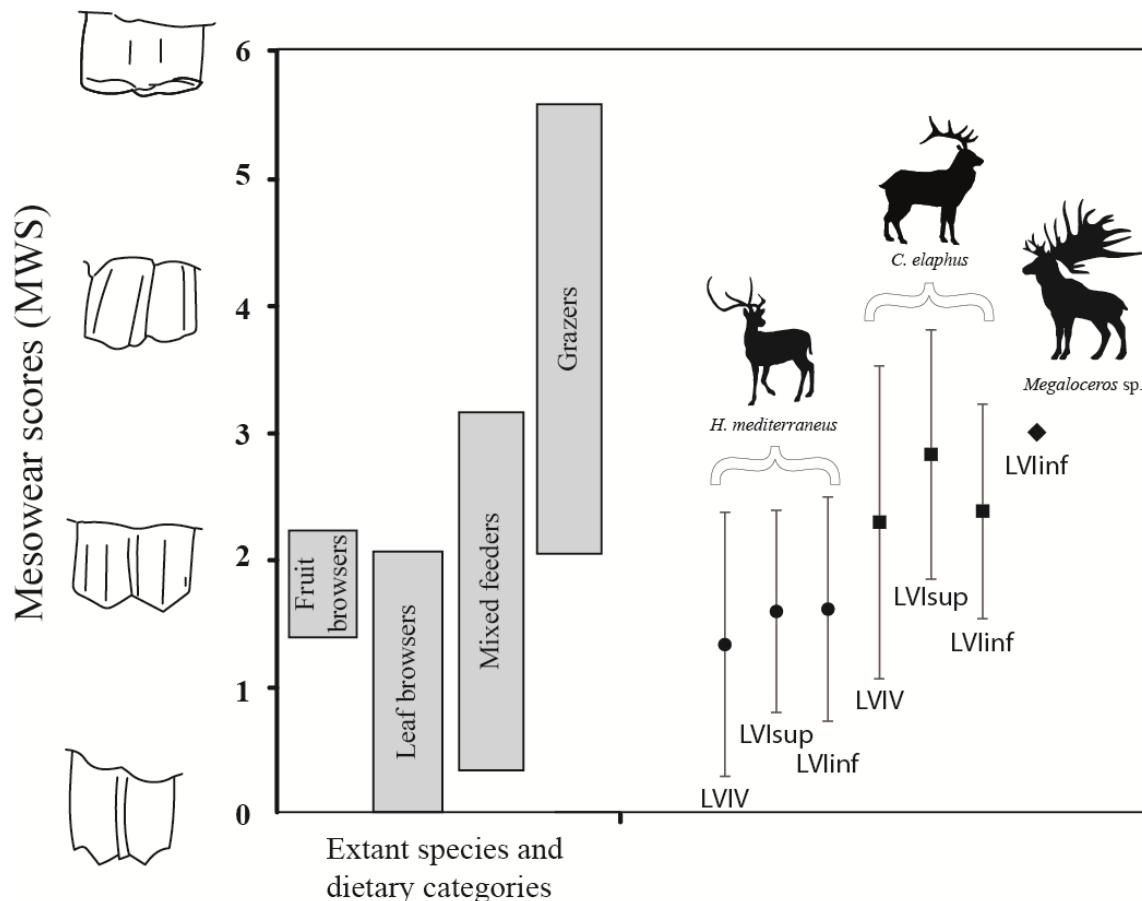 Mesowear scores (MWS)
6
5
4
3
2
1
0
Fruit
browsers
Leaf browsers
Mixed feeders
Grazers
Extant species and
dietary categories
H. mediterraneus
LVIV
LVIsup
LVIinf
C. elaphus
LVIV
LVIsup
LVIinf
Megaloceros sp.
LVIinf